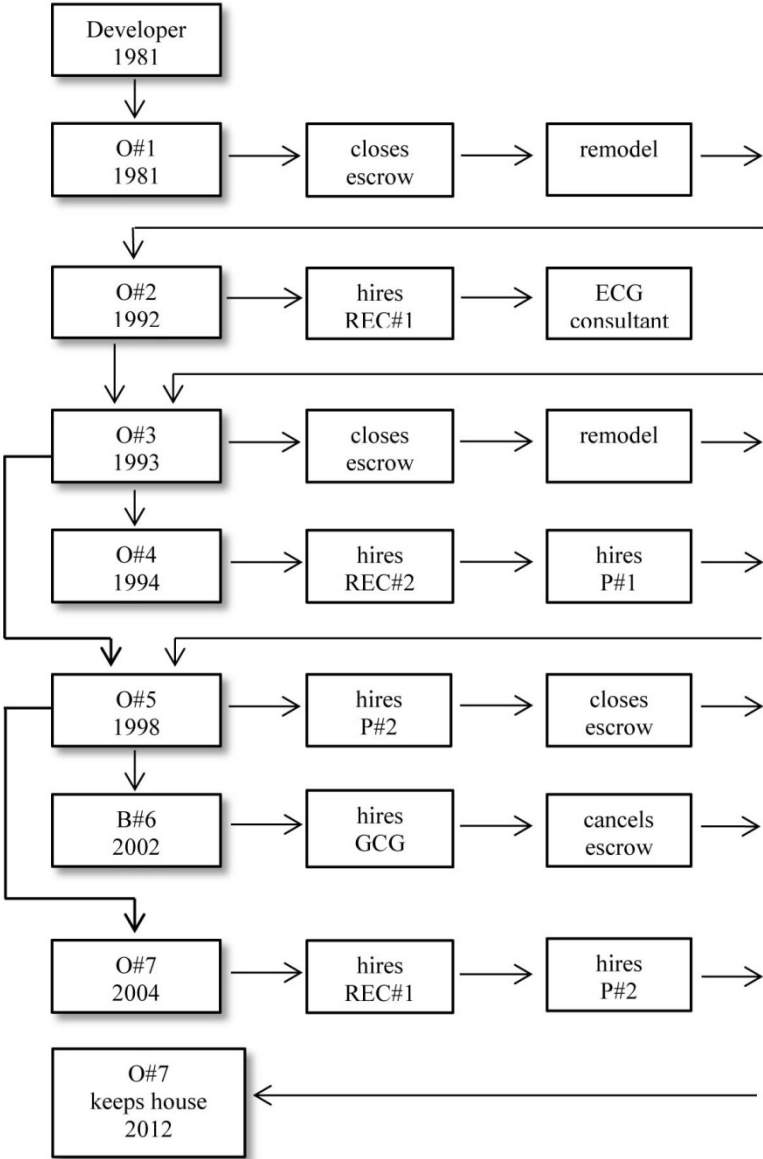 Developer
1981
O#1
1981
closes
escrow
remodel
O#2
1992
hires
REC#1
ECG
consultant
O#3
1993
closes
escrow
remodel
O#4
1994
hires
REC#2
hires
P#1
O#5
1998
hires
P#2
closes
escrow
B#6
2002
hires
GCG
cancels
escrow
O#7
2004
hires
REC#1
hires
P#2
O#7
keeps house
2012